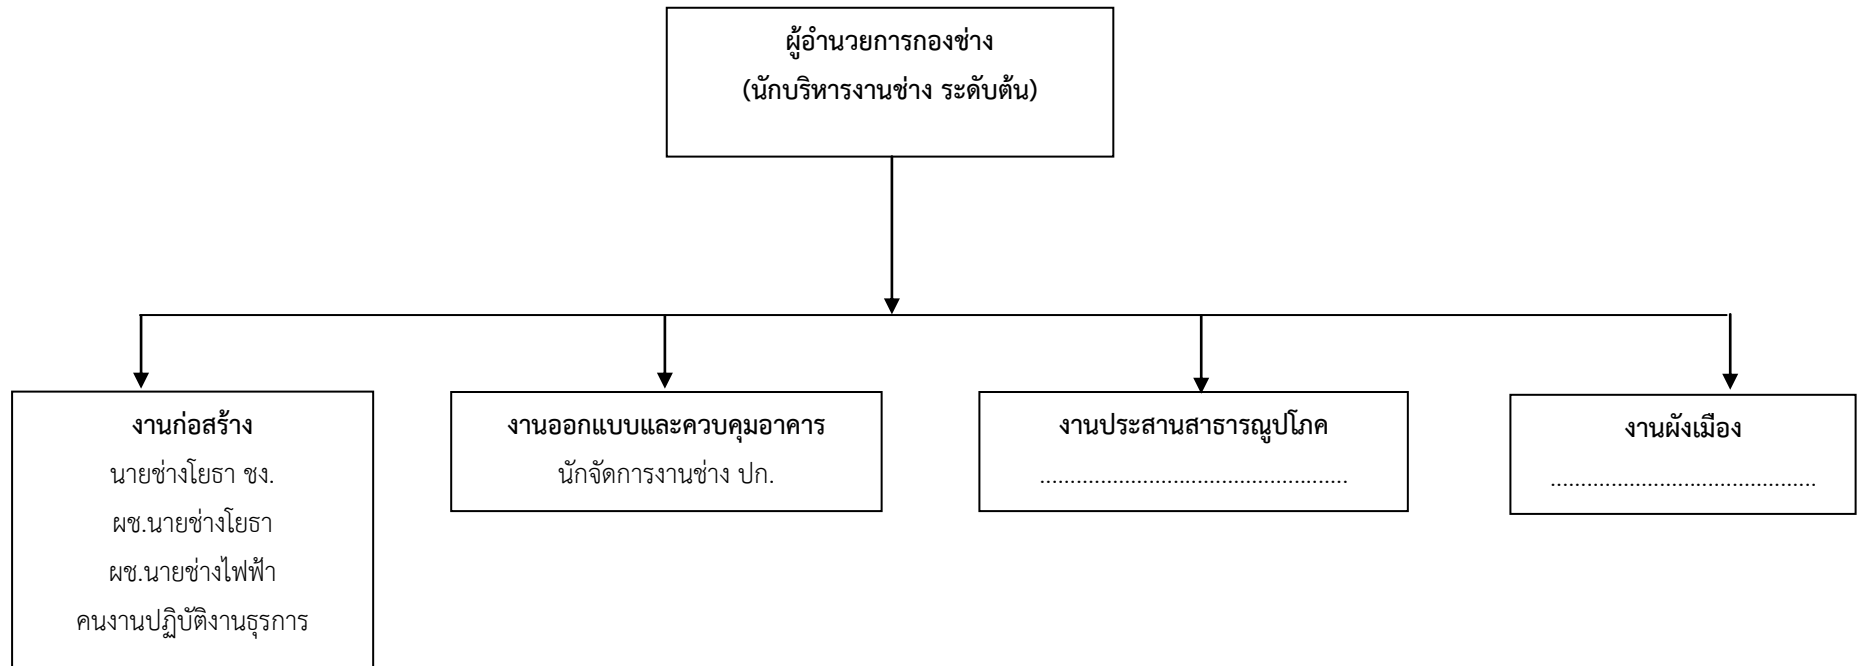 ผู้อำนวยการกองช่าง
(นักบริหารงานช่าง ระดับต้น)
งานก่อสร้าง
นายช่างโยธา ชง.
ผช.นายช่างโยธา
ผช.นายช่างไฟฟ้า
คนงานปฏิบัติงานธุรการ
งานออกแบบและควบคุมอาคาร
นักจัดการงานช่าง ปก.
งานประสานสาธารณูปโภค
...................................................
งานผังเมือง
............................................